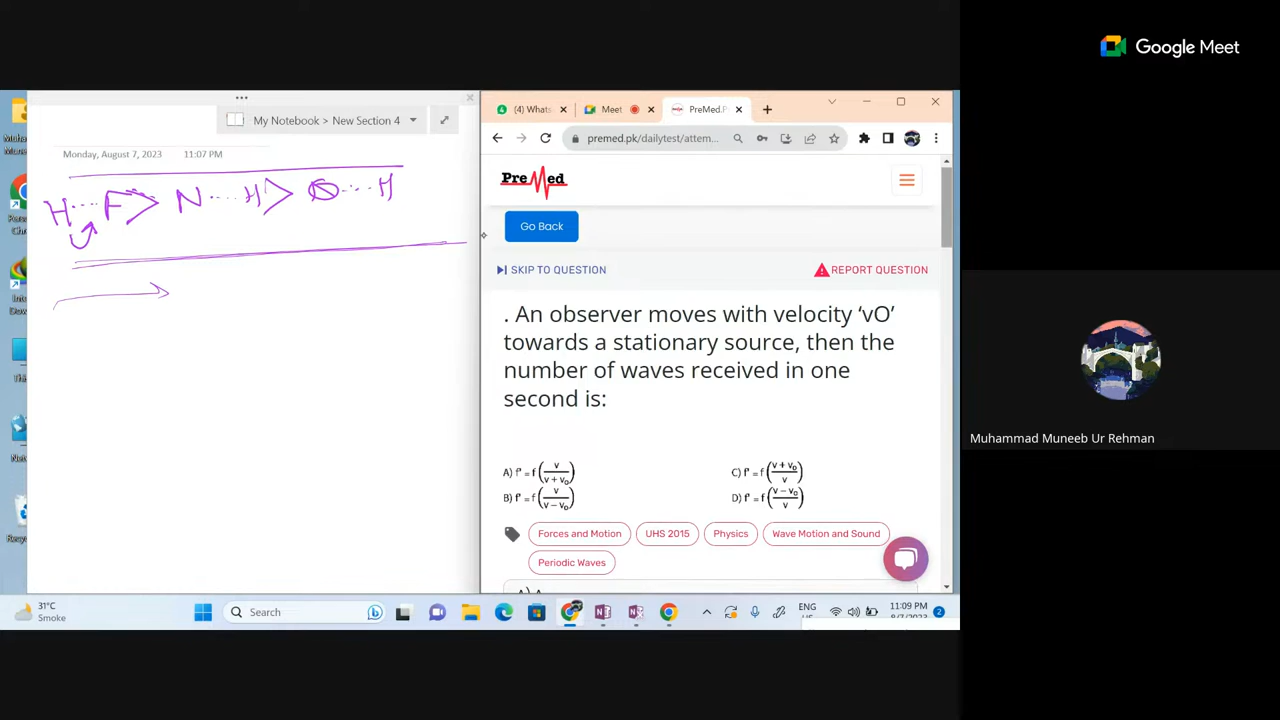 Google Meet
(4) Whats
Meet
PreMed.P
My Notebook > New Section 4
premed.pk/dailytest/attem...
Monday, August 7, 2023 11:07 PM
PreMed
H....F > N....H > O....H
Go Back
SKIP TO QUESTION
REPORT QUESTION
. An observer moves with velocity ‘vO’
towards a stationary source, then the
number of waves received in one
second is:
A) f' = f (v / v + v₀)
C) f' = f (v + v₀ / v)
B) f' = f (v / v − v₀)
D) f' = f (v − v₀ / v)
Forces and Motion
UHS 2015
Physics
Wave Motion and Sound
Periodic Waves
Muhammad Muneeb Ur Rehman
31°C
Smoke
Search
ENG
11:09 PM
8/7/2023
2